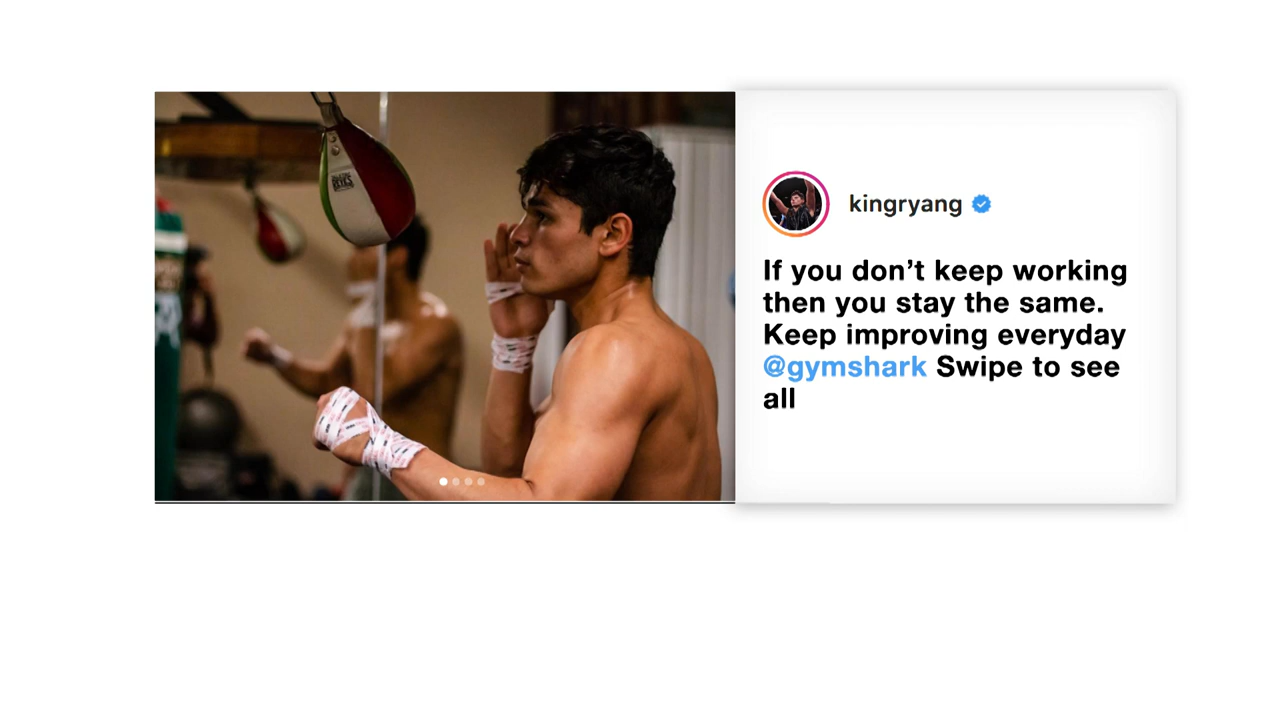 REYES
kingryang
If you don’t keep working
then you stay the same.
Keep improving everyday
@gymshark Swipe to see
all